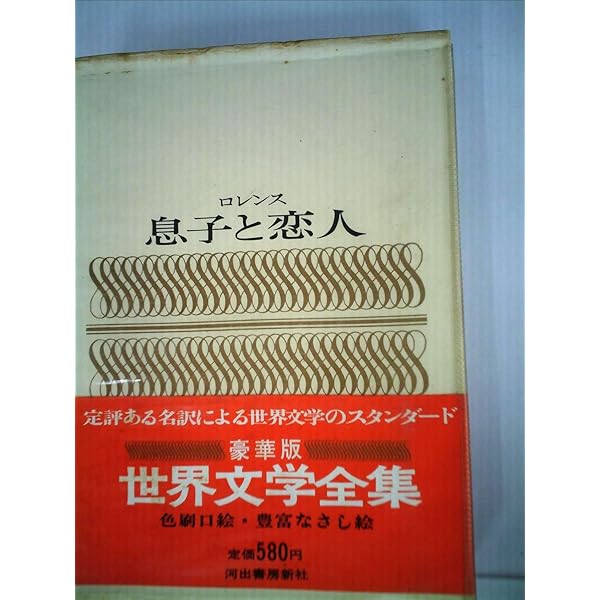 ロレンス
息子と恋人
定評ある名訳による世界文学のスタンダード
豪華版
世界文学全集
色刷口絵・豊富なさし絵
定価580円
河出書房新社